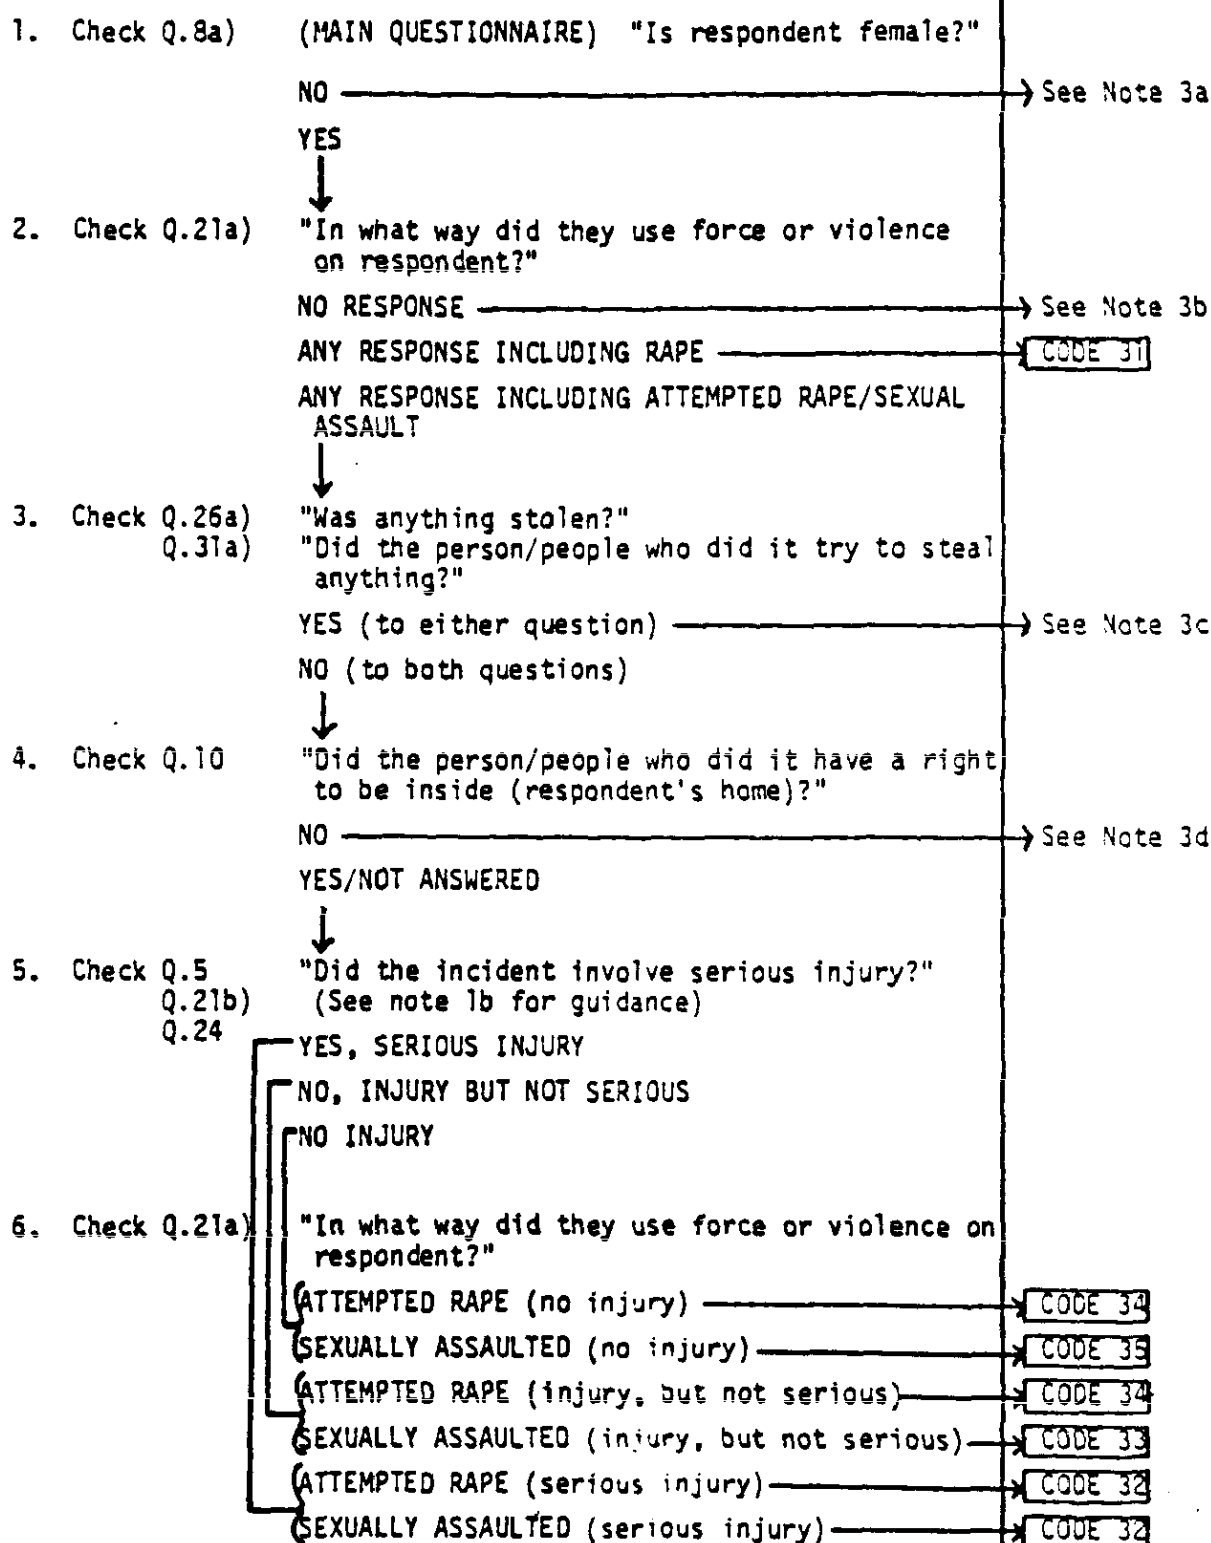 1. Check Q.8a) (MAIN QUESTIONNAIRE) "Is respondent female?"
NO See Note 3a
YES
2. Check Q.21a) "In what way did they use force or violence
on respondent?"
NO RESPONSE See Note 3b
ANY RESPONSE INCLUDING RAPE CODE 31
ANY RESPONSE INCLUDING ATTEMPTED RAPE/SEXUAL
ASSAULT
3. Check Q.26a) "Was anything stolen?"
Q.31a) "Did the person/people who did it try to steal
anything?"
YES (to either question) See Note 3c
NO (to both questions)
4. Check Q.10 "Did the person/people who did it have a right
to be inside (respondent's home)?"
NO See Note 3d
YES/NOT ANSWERED
5. Check Q.5 "Did the incident involve serious injury?"
Q.21b) (See note 1b for guidance)
Q.24
YES, SERIOUS INJURY
NO, INJURY BUT NOT SERIOUS
NO INJURY
6. Check Q.21a) "In what way did they use force or violence on
respondent?"
ATTEMPTED RAPE (no injury) CODE 34
SEXUALLY ASSAULTED (no injury) CODE 35
ATTEMPTED RAPE (injury, but not serious) CODE 34
SEXUALLY ASSAULTED (injury, but not serious) CODE 33
ATTEMPTED RAPE (serious injury) CODE 32
SEXUALLY ASSAULTED (serious injury) CODE 32